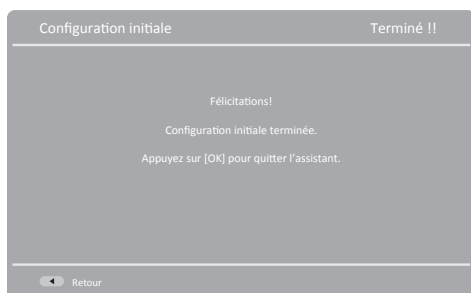 Configuration initiale
Terminé !!
Félicitations!
Configuration initiale terminée.
Appuyez sur [OK] pour quitter l’assistant.
Retour